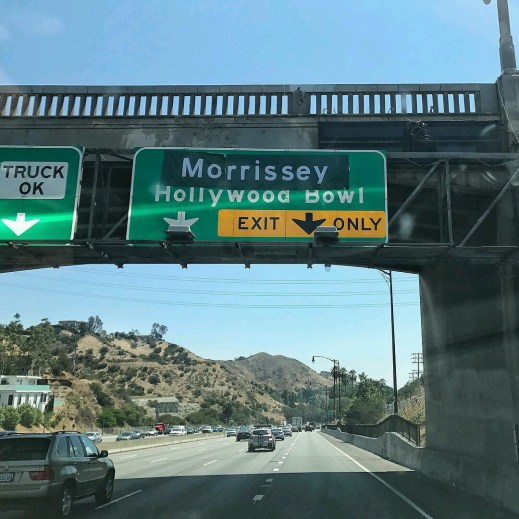 TRUCK
OK
Morrissey
Hollywood Bowl
EXIT ONLY